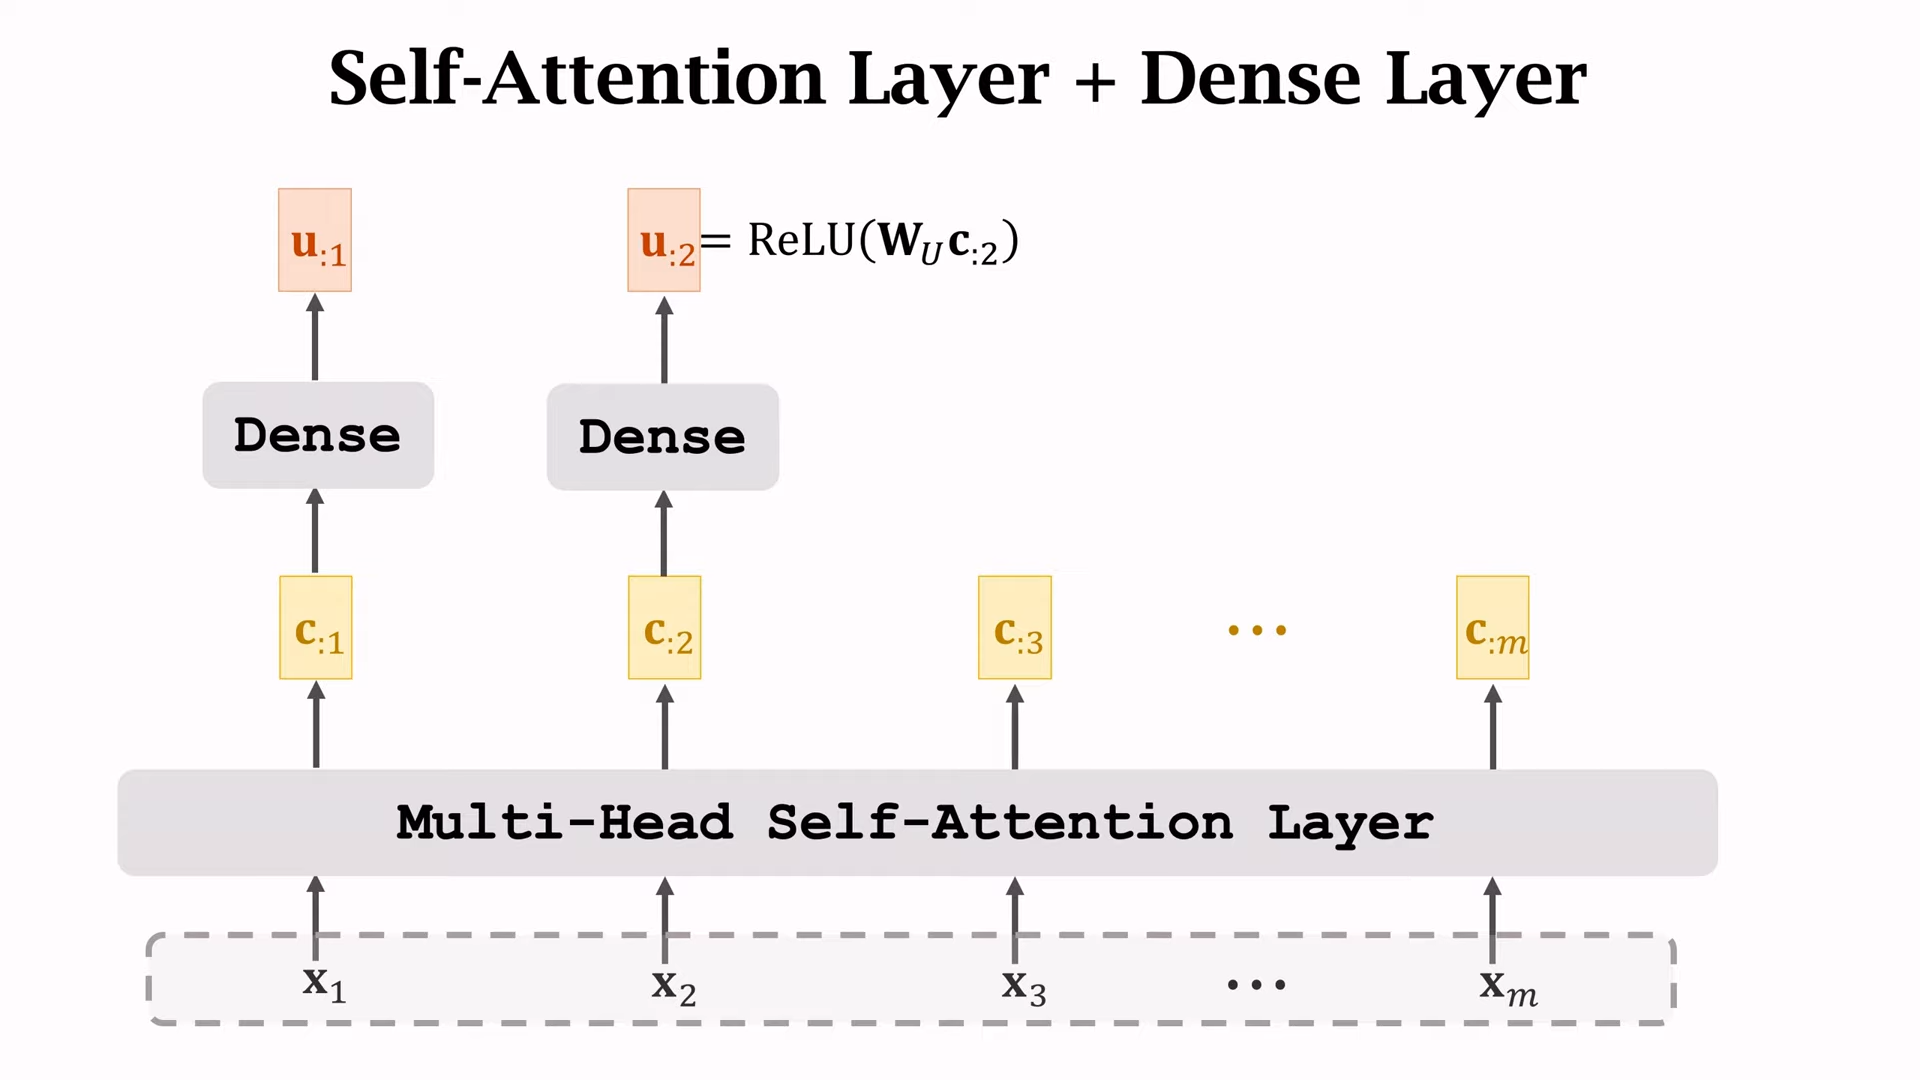 Self-Attention Layer + Dense Layer
u:1 u:2 = ReLU(W_U c:2)
Dense Dense
c:1 c:2 c:3 ⋯ c:m
Multi-Head Self-Attention Layer
x1 x2 x3 ⋯ xm